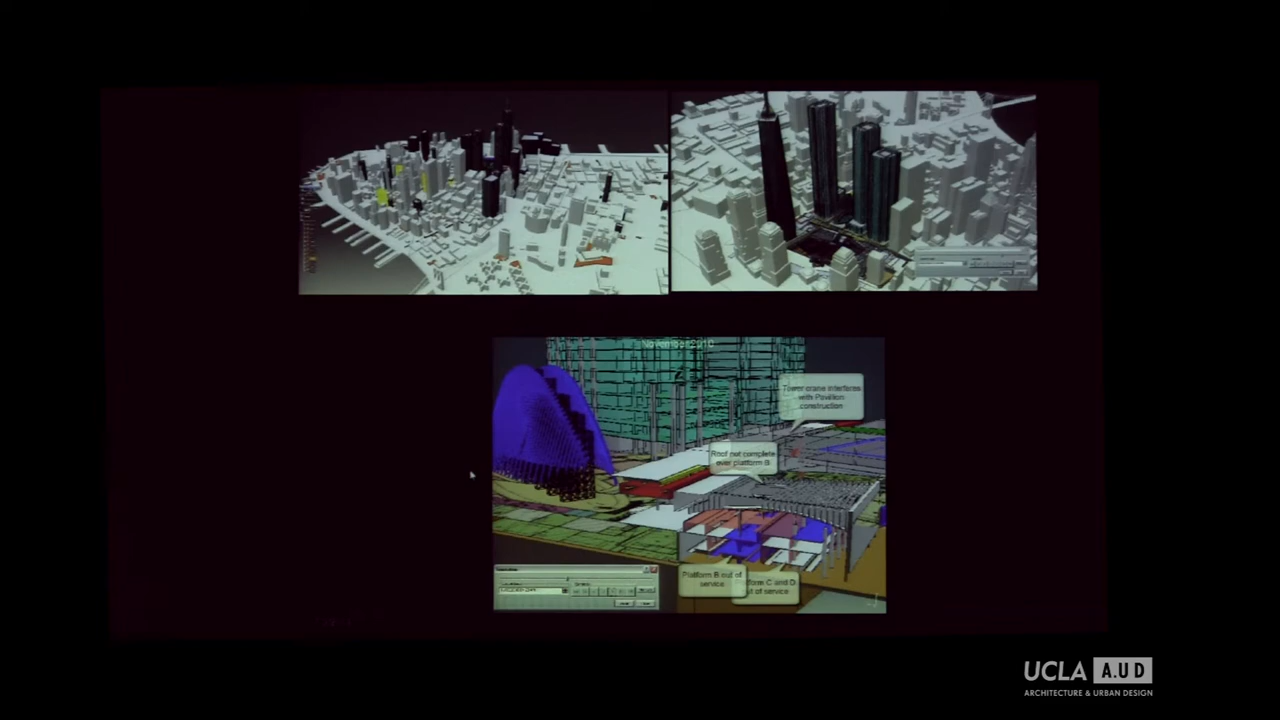 November 2010
Tower crane interferes
with Pavilion
construction
Roof not complete
over platform B
Platform B out of
service
Platform C and D
out of service
UCLA A.UD
ARCHITECTURE & URBAN DESIGN